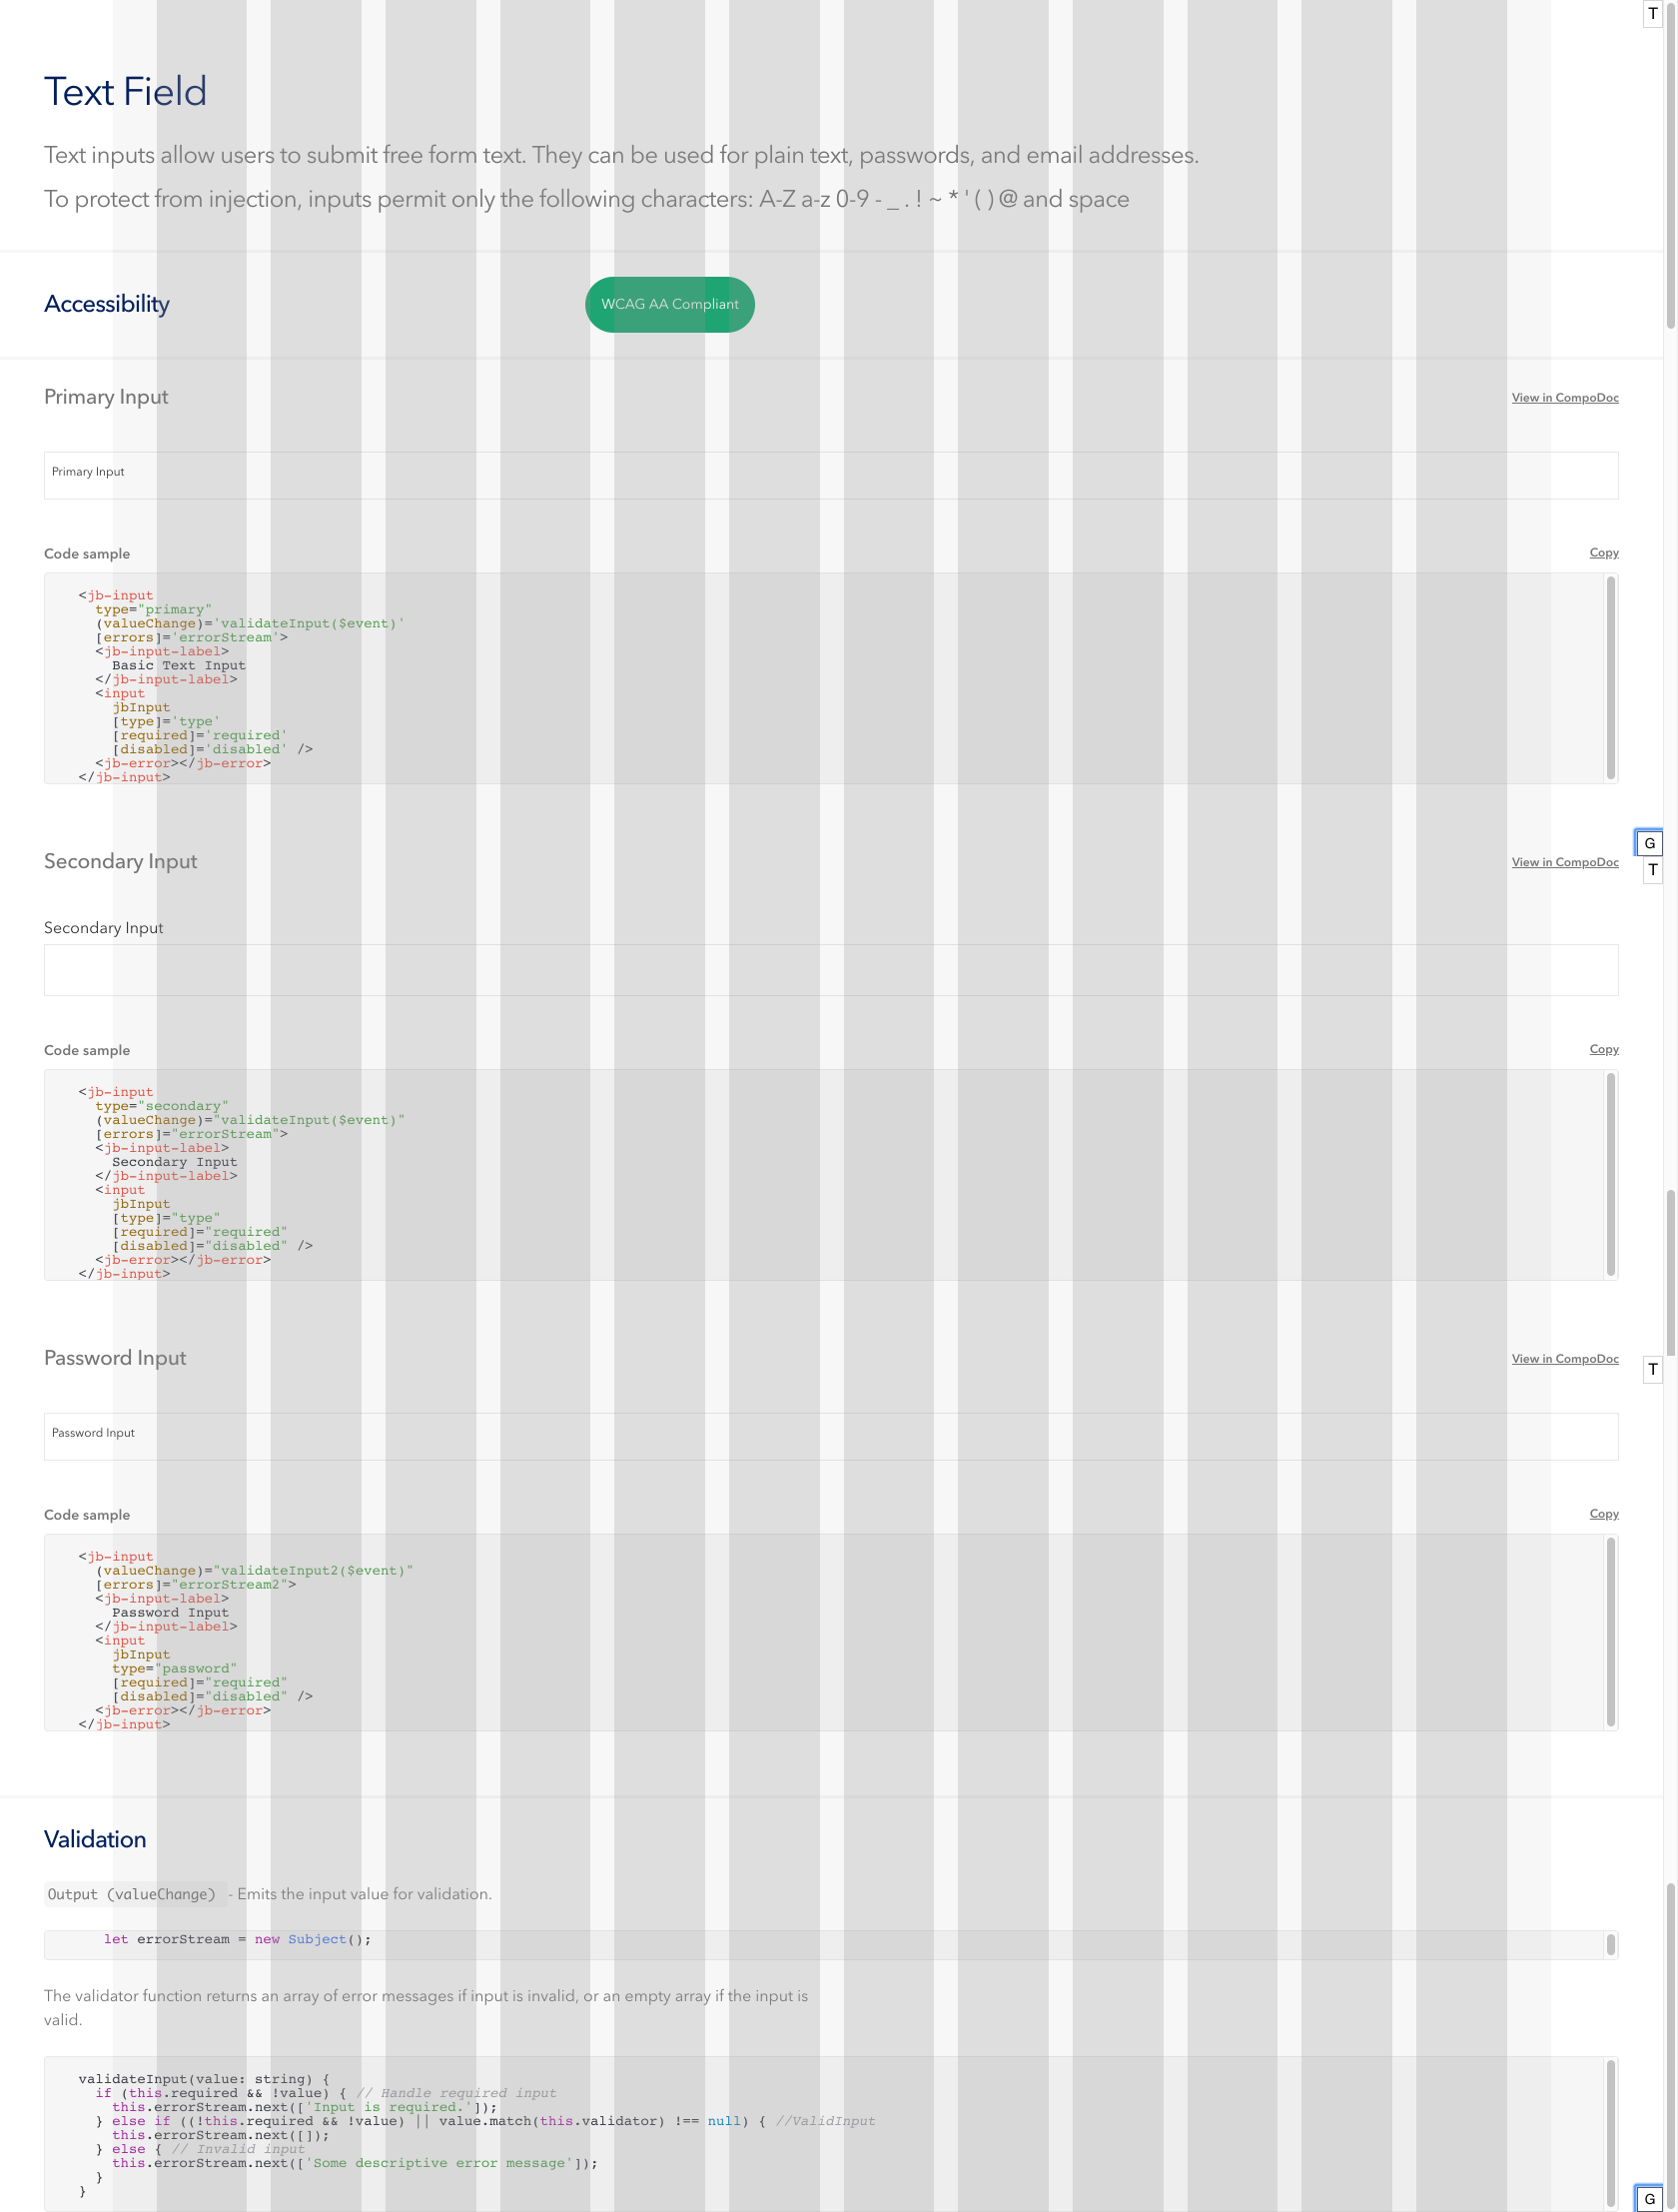 T
Text Field
Text inputs allow users to submit free form text. They can be used for plain text, passwords, and email addresses.
To protect from injection, inputs permit only the following characters: A-Z a-z 0-9 - _ . ! ~ * ' ( ) @ and space
Accessibility
WCAG AA Compliant
Primary Input
View in CompoDoc
Primary Input
Code sample
Copy
<jb-input
type="primary"
(valueChange)='validateInput($event)'
[errors]='errorStream'>
<jb-input-label>
Basic Text Input
</jb-input-label>
<input
jbInput
[type]='type'
[required]='required'
[disabled]='disabled' />
<jb-error></jb-error>
</jb-input>
G
Secondary Input
View in CompoDoc
T
Secondary Input
Code sample
Copy
<jb-input
type="secondary"
(valueChange)="validateInput($event)"
[errors]="errorStream">
<jb-input-label>
Secondary Input
</jb-input-label>
<input
jbInput
[type]="type"
[required]="required"
[disabled]="disabled" />
<jb-error></jb-error>
</jb-input>
Password Input
View in CompoDoc
T
Password Input
Code sample
Copy
<jb-input
(valueChange)="validateInput2($event)"
[errors]="errorStream2">
<jb-input-label>
Password Input
</jb-input-label>
<input
jbInput
type="password"
[required]="required"
[disabled]="disabled" />
<jb-error></jb-error>
</jb-input>
Validation
Output (valueChange) - Emits the input value for validation.
let errorStream = new Subject();
The validator function returns an array of error messages if input is invalid, or an empty array if the input is
valid.
validateInput(value: string) {
if (this.required && !value) { // Handle required input
this.errorStream.next(['Input is required.']);
} else if ((!this.required && !value) || value.match(this.validator) !== null) { //ValidInput
this.errorStream.next([]);
} else { // Invalid input
this.errorStream.next(['Some descriptive error message']);
}
}
G